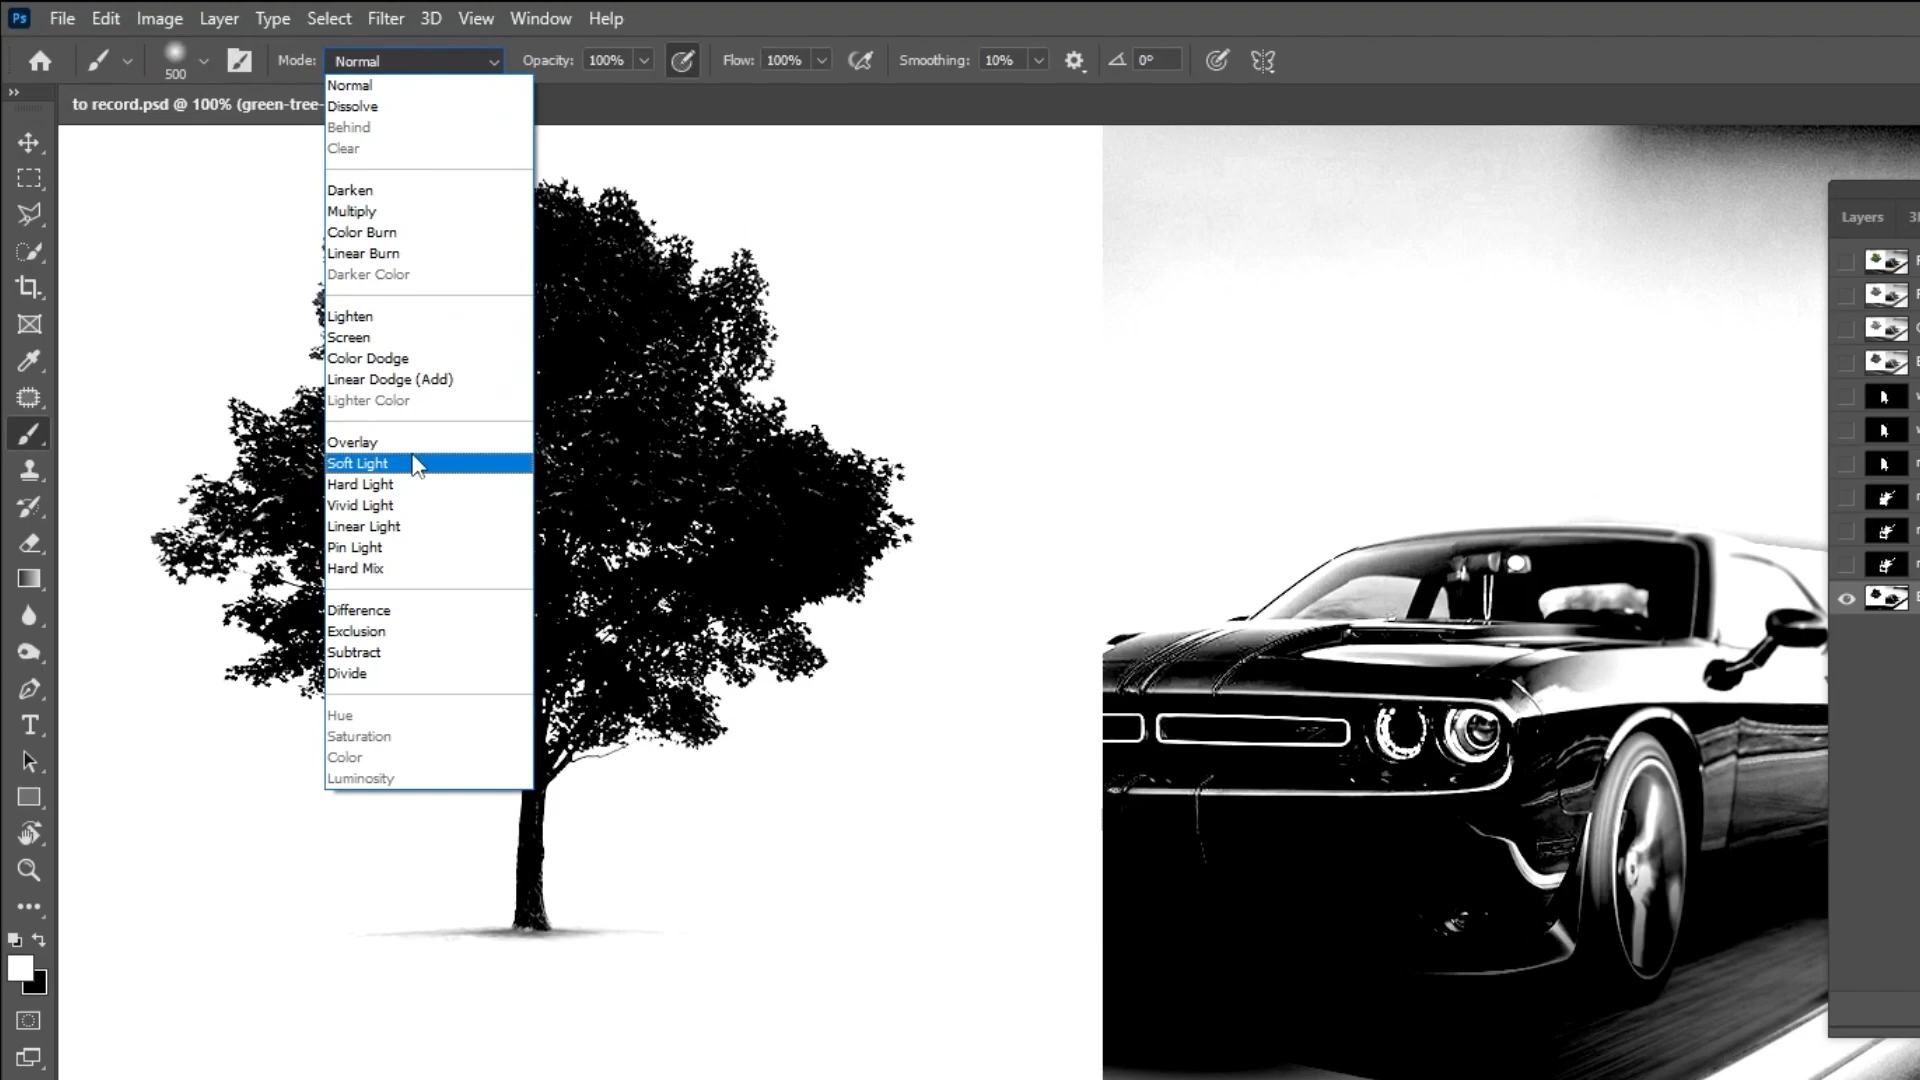 Ps File Edit Image Layer Type Select Filter 3D View Window Help
500 Mode: Normal Opacity: 100% Flow: 100% Smoothing: 10% 0°
to record.psd @ 100% (green-tree-
Normal
Dissolve
Behind
Clear
Darken
Multiply
Color Burn
Linear Burn
Darker Color
Lighten
Screen
Color Dodge
Linear Dodge (Add)
Lighter Color
Overlay
Soft Light
Hard Light
Vivid Light
Linear Light
Pin Light
Hard Mix
Difference
Exclusion
Subtract
Divide
Hue
Saturation
Color
Luminosity
Layers